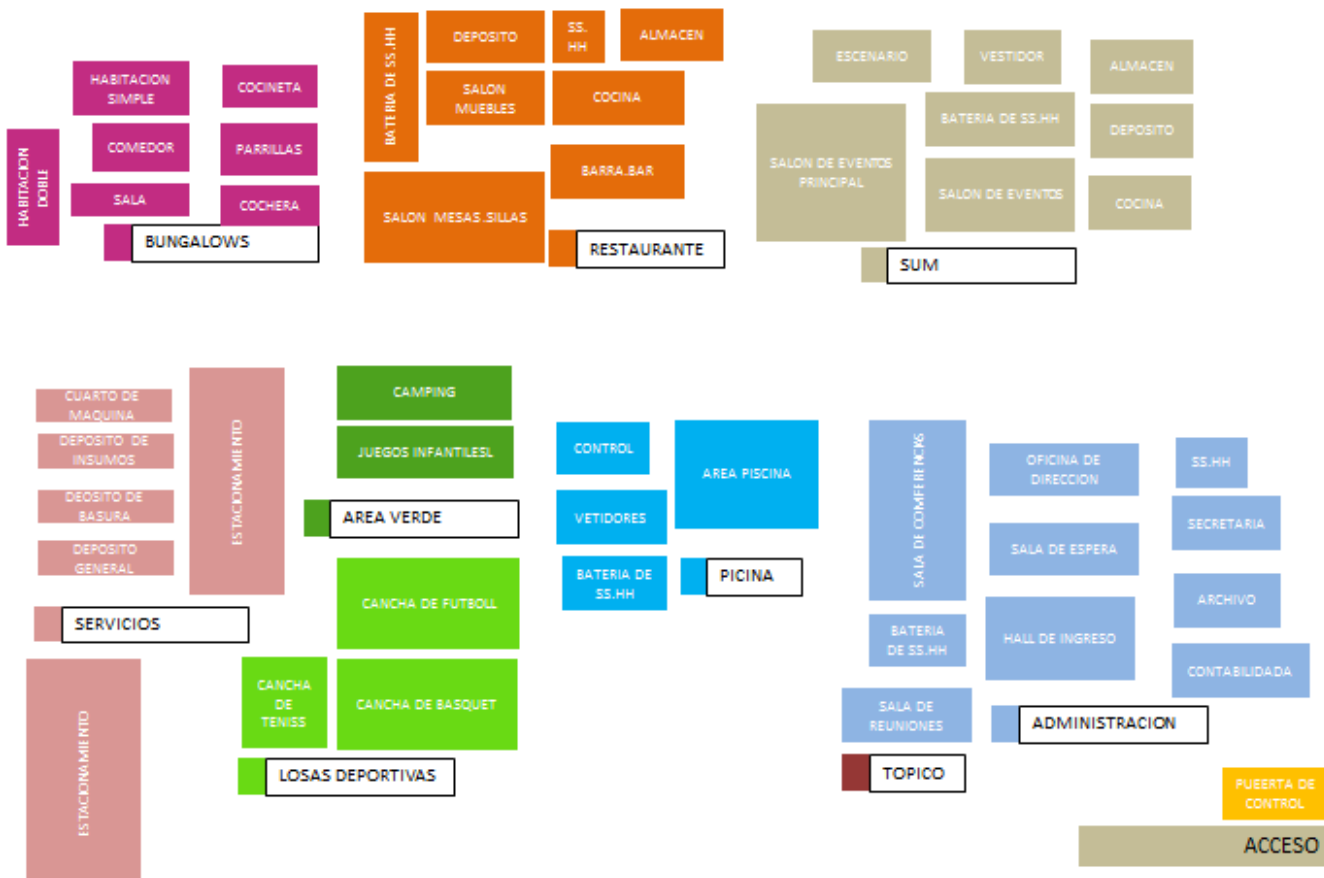 HABITACION
SIMPLE
COCINETA
HABITACION
DOBLE
COMEDOR
PARRILLAS
SALA
COCHERA
BUNGALOWS
BATERIA DE SS.HH
DEPOSITO
SS.
HH
ALMACEN
SALON
MUEBLES
COCINA
BARRA.BAR
SALON MESAS .SILLAS
RESTAURANTE
ESCENARIO
VESTIDOR
ALMACEN
BATERIA DE SS.HH
DEPOSITO
SALON DE EVENTOS
PRINCIPAL
SALON DE EVENTOS
COCINA
SUM
CUARTO DE
MAQUINA
DEPOSITO DE
INSUMOS
DEOSITO DE
BASURA
DEPOSITO
GENERAL
ESTACIONAMIENTO
SERVICIOS
ESTACIONAMIENTO
CAMPING
JUEGOS INFANTILESL
AREA VERDE
CANCHA DE FUTBOLL
CANCHA
DE
TENISS
CANCHA DE BASQUET
LOSAS DEPORTIVAS
CONTROL
AREA PISCINA
VETIDORES
BATERIA DE
SS.HH
PICINA
SALA DE COMFERENCIAS
OFICINA DE
DIRECCION
SS.HH
SECRETARIA
SALA DE ESPERA
ARCHIVO
BATERIA
DE SS.HH
HALL DE INGRESO
CONTABILIDADA
SALA DE
REUNIONES
ADMINISTRACION
TOPICO
PUEERTA DE
CONTROL
ACCESO